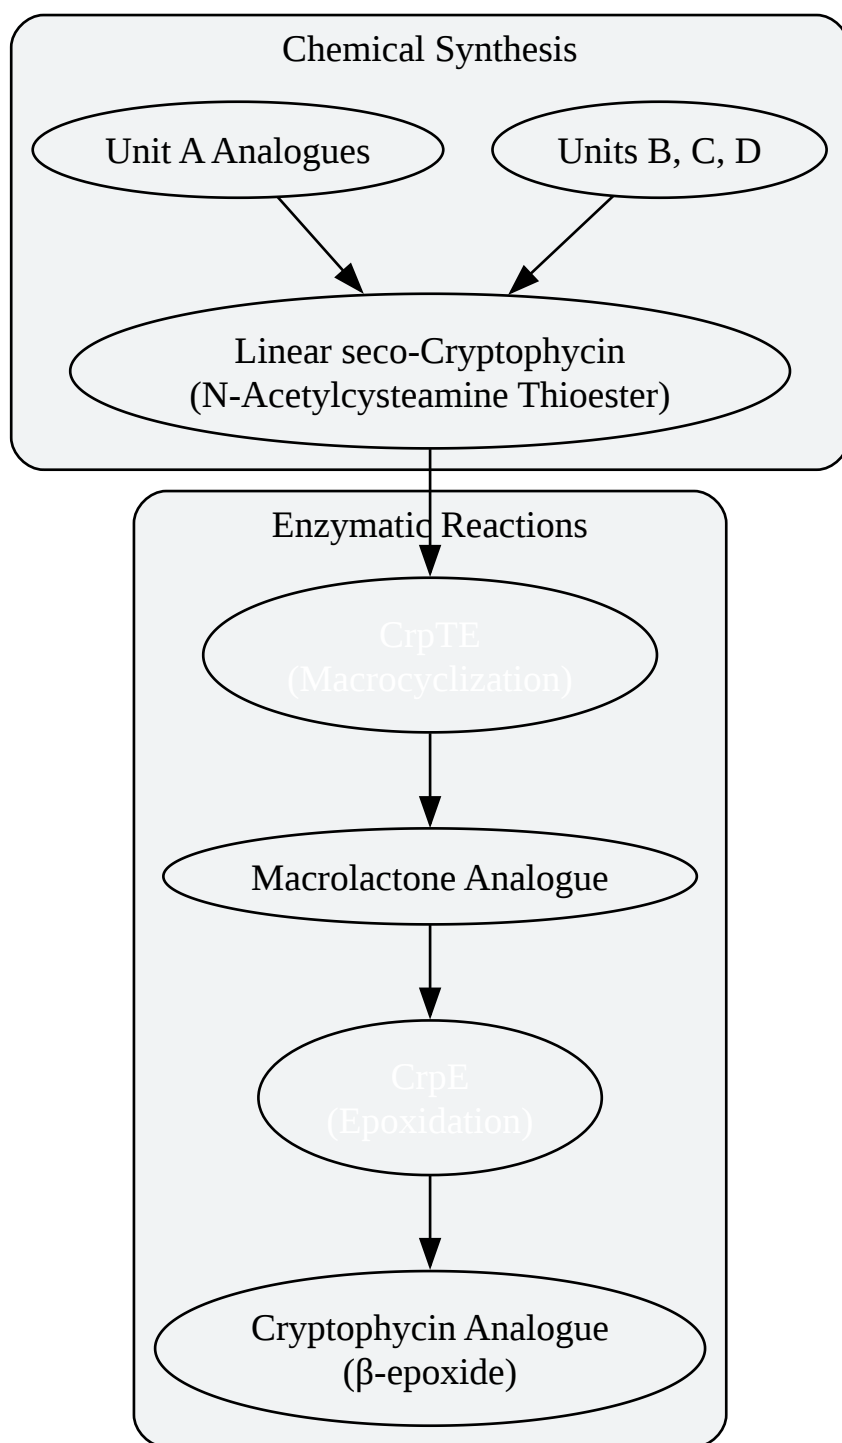 Chemical Synthesis
Unit A Analogues
Units B, C, D
Linear seco-Cryptophycin
(N-Acetylcysteamine Thioester)
Enzymatic Reactions
CrpTE
(Macrocyclization)
Macrolactone Analogue
CrpE
(Epoxidation)
Cryptophycin Analogue
(β-epoxide)